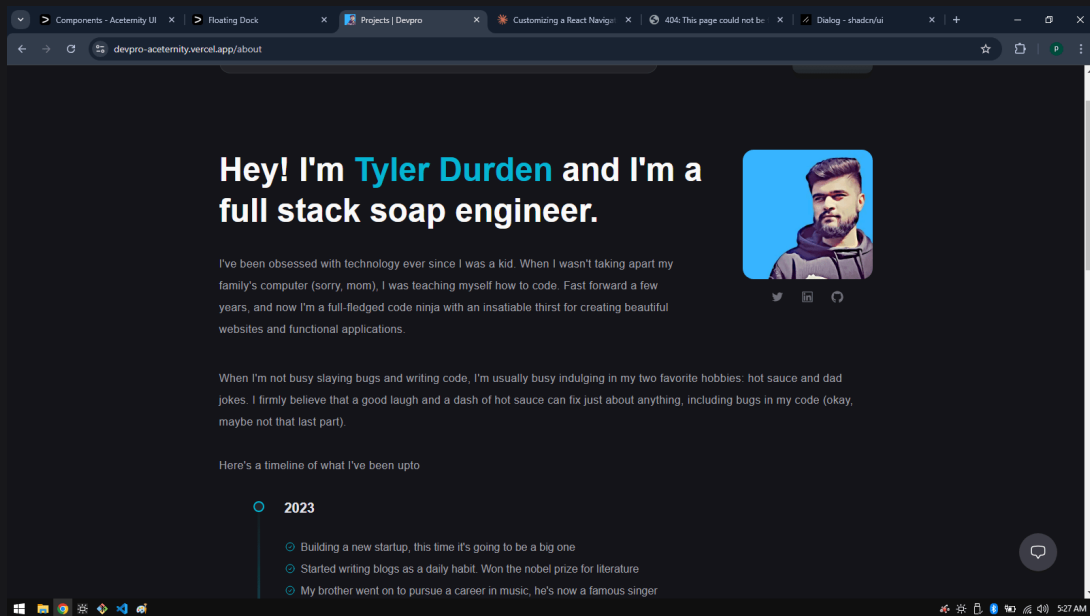 Components - Acetemity UI
Floating Dock
Projects | Devpro
Customizing a React Navigat
404: This page could not be
Dialog - shadcn/ui
devpro-aceternity.vercel.app/about
P
Hey! I'm Tyler Durden and I'm a
full stack soap engineer.
I've been obsessed with technology ever since I was a kid. When I wasn't taking apart my
family's computer (sorry, mom), I was teaching myself how to code. Fast forward a few
years, and now I'm a full-fledged code ninja with an insatiable thirst for creating beautiful
websites and functional applications.
When I'm not busy slaying bugs and writing code, I'm usually busy indulging in my two favorite hobbies: hot sauce and dad
jokes. I firmly believe that a good laugh and a dash of hot sauce can fix just about anything, including bugs in my code (okay,
maybe not that last part).
Here's a timeline of what I've been upto
2023
Building a new startup, this time it's going to be a big one
Started writing blogs as a daily habit. Won the nobel prize for literature
My brother went on to pursue a career in music, he's now a famous singer
5:27 AM